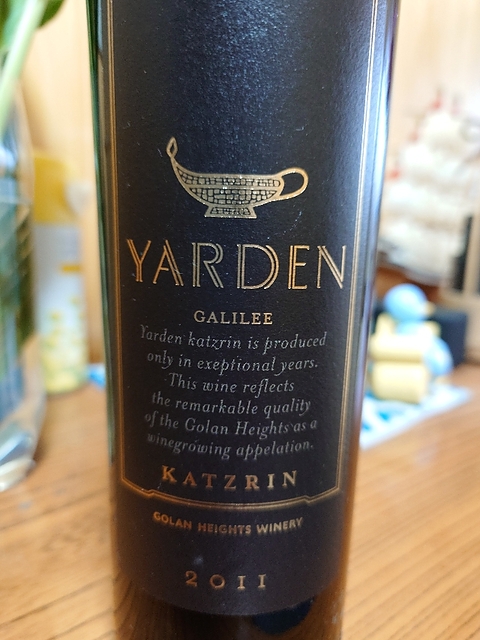 YARDEN
GALILEE
Yarden katzrin is produced
only in exeptional years.
This wine reflects
the remarkable quality
of the Golan Heights as a
winegrowing appelation.
KATZRIN
GOLAN HEIGHTS WINERY
2011